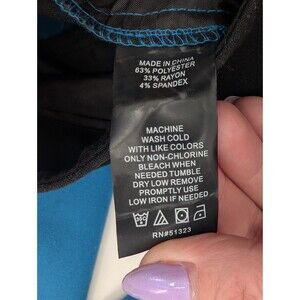 MADE IN CHINA
63% POLYESTER
33% RAYON
4% SPANDEX
MACHINE
WASH COLD
WITH LIKE COLORS
ONLY NON-CHLORINE
BLEACH WHEN
NEEDED TUMBLE
DRY LOW REMOVE
PROMPTLY USE
LOW IRON IF NEEDED
RN#51323